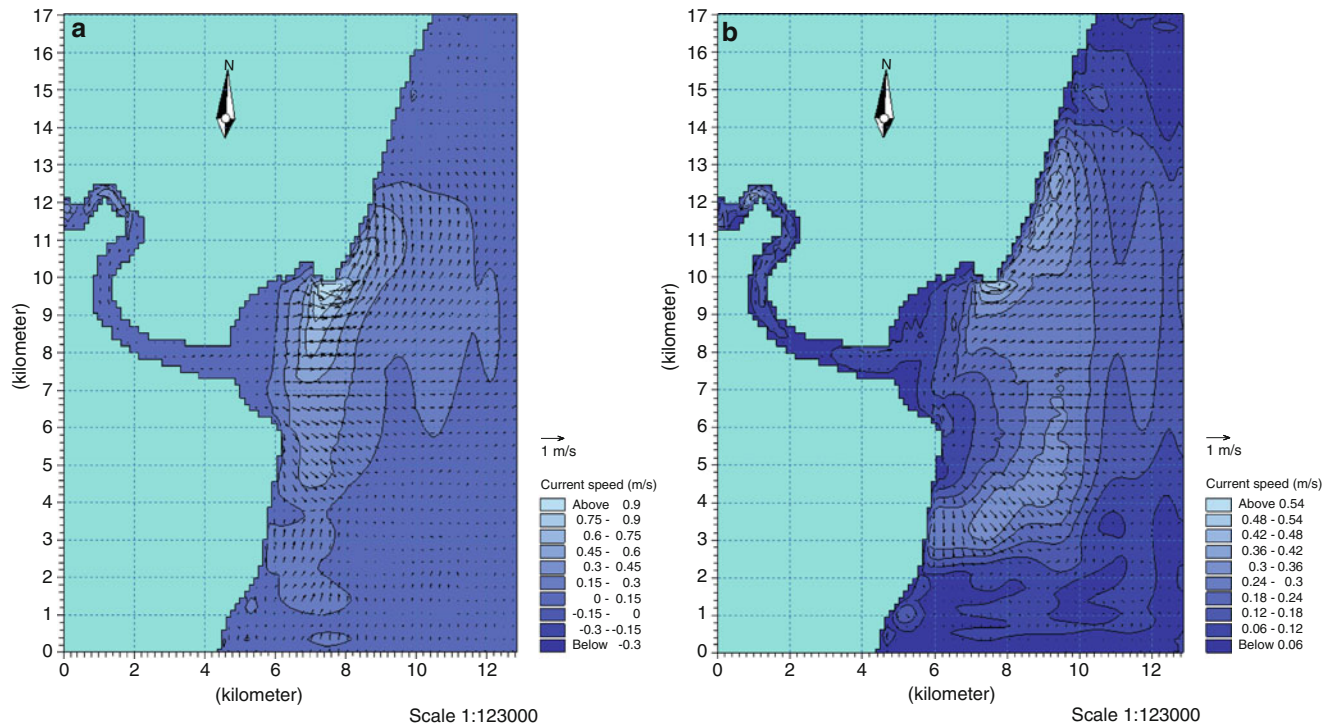 a
N
17
16
15
14
13
12
11
10
9
8
7
6
5
4
3
2
1
0
(kilometer)
0 2 4 6 8 10 12
(kilometer)
Scale 1:123000
1 m/s
Current speed (m/s)
Above 0.9
0.75 - 0.9
0.6 - 0.75
0.45 - 0.6
0.3 - 0.45
0.15 - 0.3
0 - 0.15
-0.15 - 0
-0.3 - -0.15
Below -0.3
b
N
17
16
15
14
13
12
11
10
9
8
7
6
5
4
3
2
1
0
(kilometer)
0 2 4 6 8 10 12
(kilometer)
Scale 1:123000
1 m/s
Current speed (m/s)
Above 0.54
0.48 - 0.54
0.42 - 0.48
0.36 - 0.42
0.3 - 0.36
0.24 - 0.3
0.18 - 0.24
0.12 - 0.18
0.06 - 0.12
Below 0.06